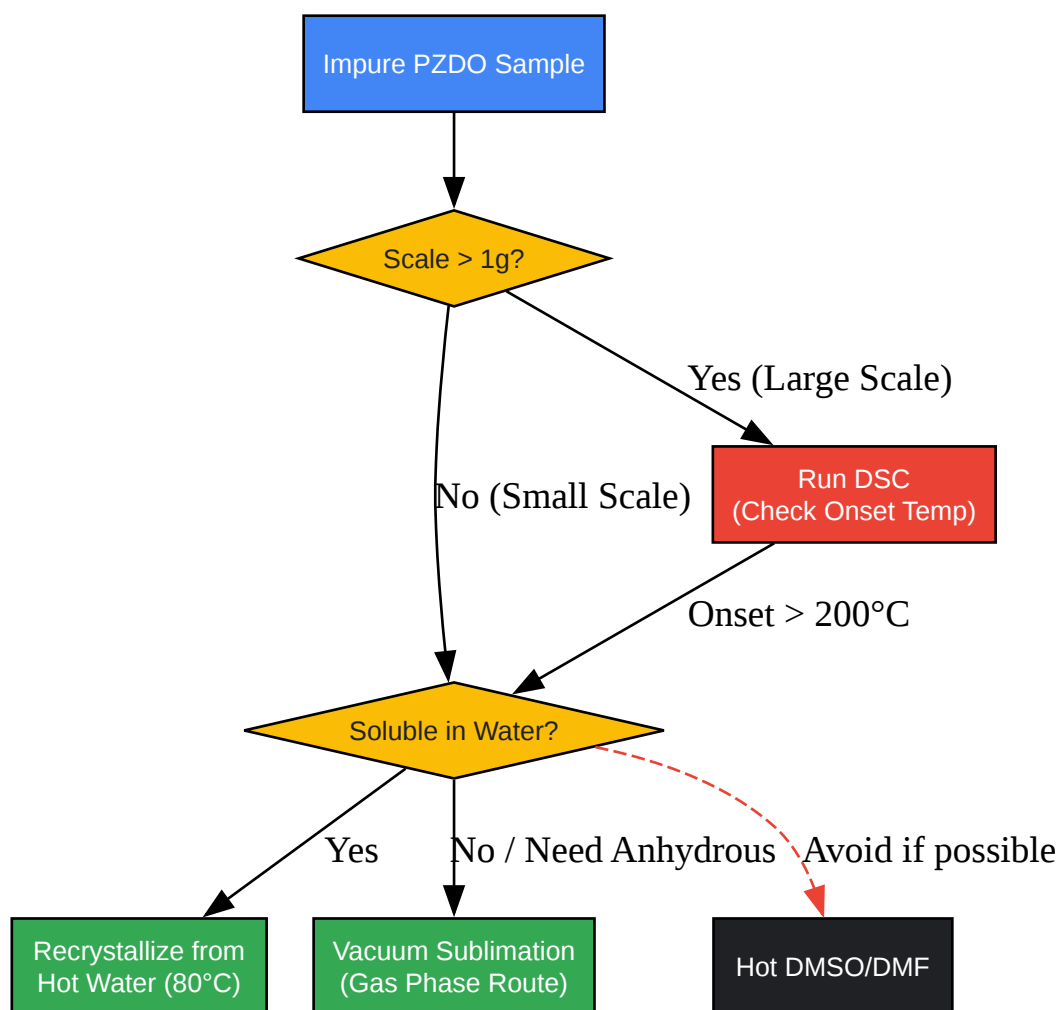 Impure PZDO Sample
Scale > 1g?
Yes (Large Scale)
No (Small Scale)
Run DSC
(Check Onset Temp)
Onset > 200°C
Soluble in Water?
Yes
No / Need Anhydrous
Avoid if possible
Recrystallize from
Hot Water (80°C)
Vacuum Sublimation
(Gas Phase Route)
Hot DMSO/DMF